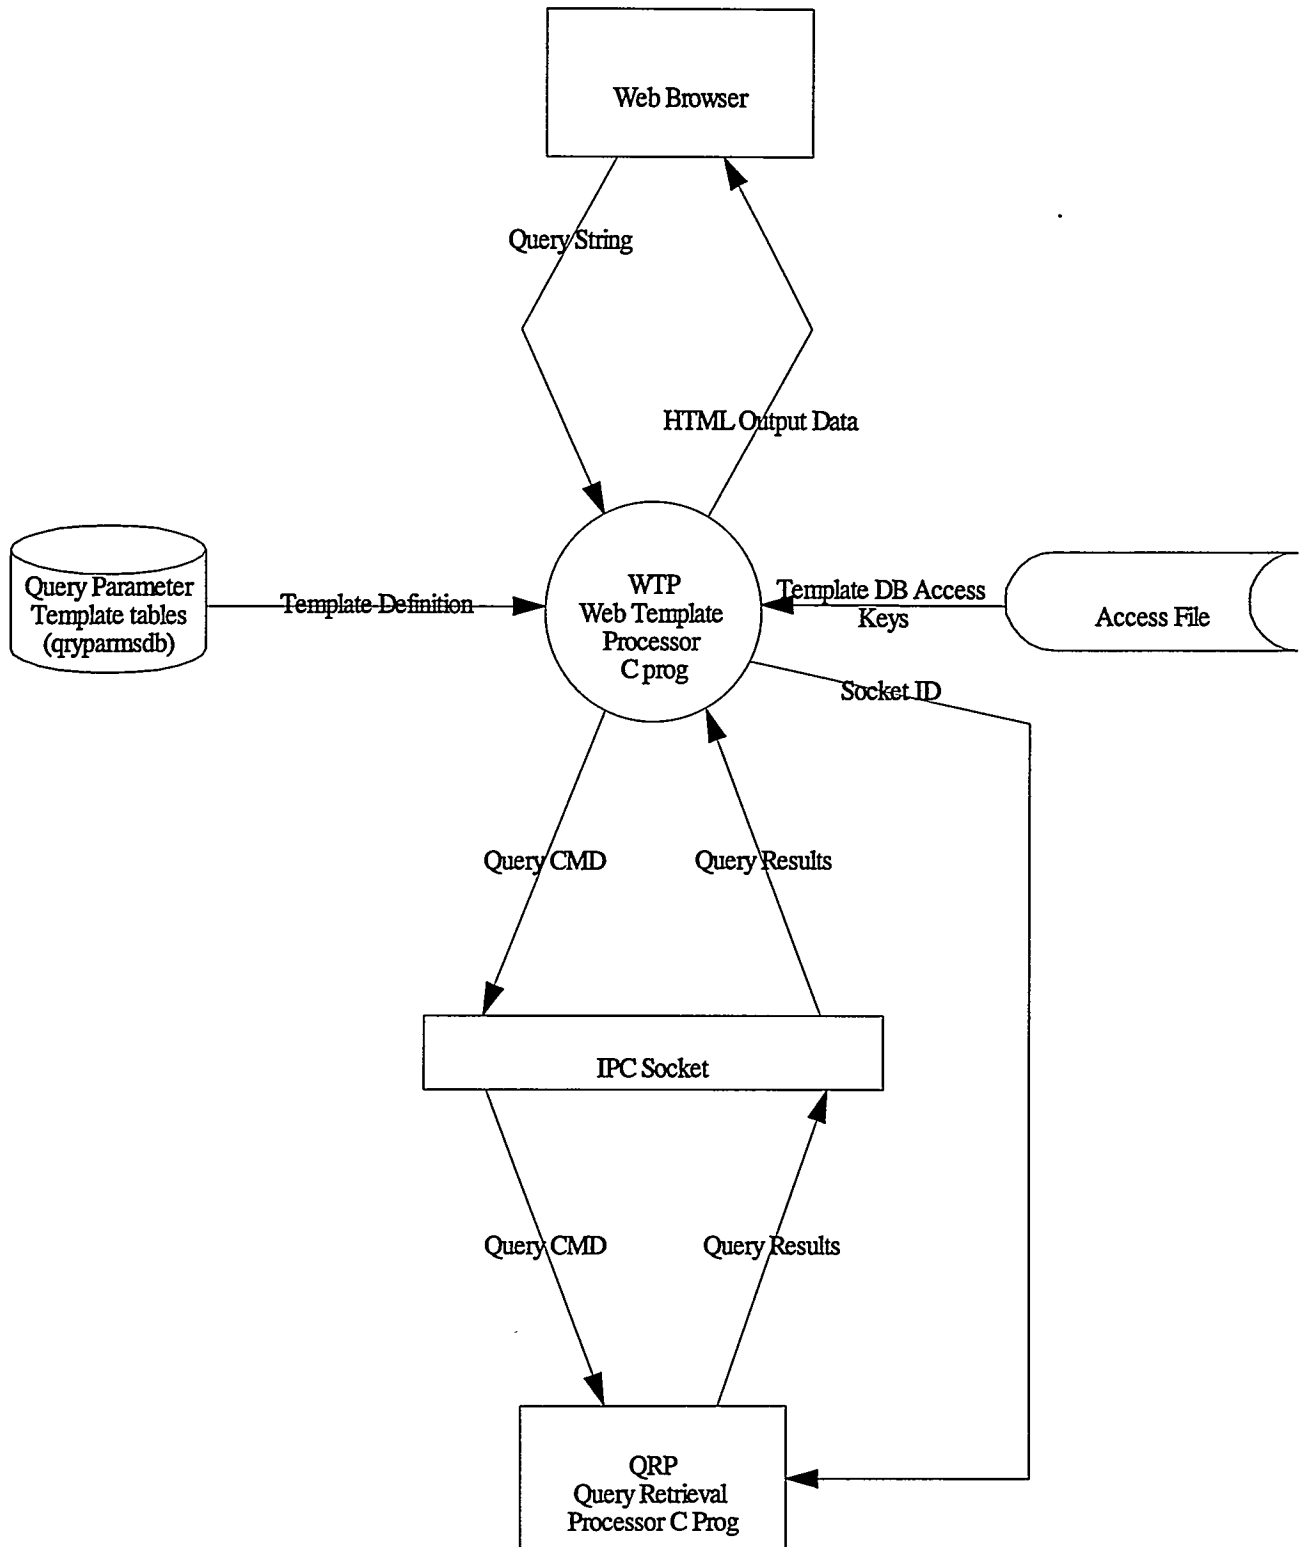 Web Browser
Query String
HTML Output Data
Query Parameter
Template tables
(qryparmsdb)
Template Definition
WTP
Web Template
Processor
C prog
Template DB Access
Keys
Access File
Socket ID
Query CMD
Query Results
IPC Socket
Query CMD
Query Results
QRP
Query Retrieval
Processor C Prog